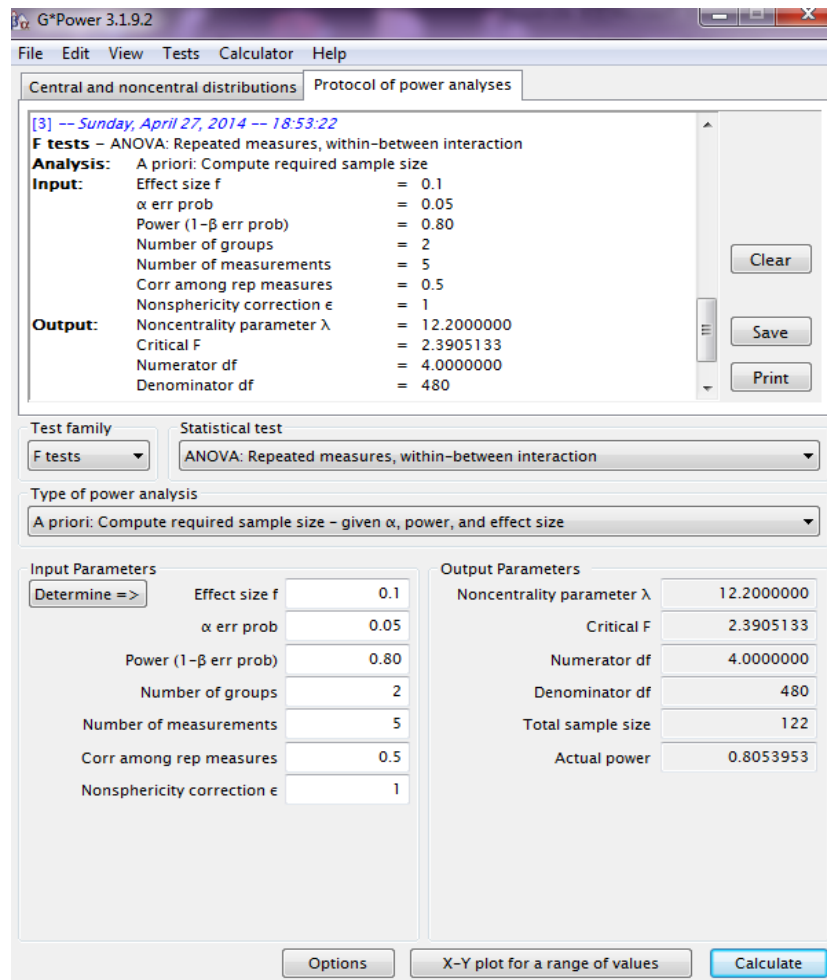 G*Power 3.1.9.2
File Edit View Tests Calculator Help
Central and noncentral distributions Protocol of power analyses
[3] -- Sunday, April 27, 2014 -- 18:53:22
F tests - ANOVA: Repeated measures, within-between interaction
Analysis: A priori: Compute required sample size
Input: Effect size f = 0.1
α err prob = 0.05
Power (1-β err prob) = 0.80
Number of groups = 2
Number of measurements = 5
Corr among rep measures = 0.5
Nonsphericity correction ϵ = 1
Output: Noncentrality parameter λ = 12.2000000
Critical F = 2.3905133
Numerator df = 4.0000000
Denominator df = 480
Clear
Save
Print
Test family Statistical test
F tests ANOVA: Repeated measures, within-between interaction
Type of power analysis
A priori: Compute required sample size - given α, power, and effect size
Input Parameters Output Parameters
Determine => Effect size f 0.1 Noncentrality parameter λ 12.2000000
α err prob 0.05 Critical F 2.3905133
Power (1-β err prob) 0.80 Numerator df 4.0000000
Number of groups 2 Denominator df 480
Number of measurements 5 Total sample size 122
Corr among rep measures 0.5 Actual power 0.8053953
Nonsphericity correction ϵ 1
Options X-Y plot for a range of values Calculate